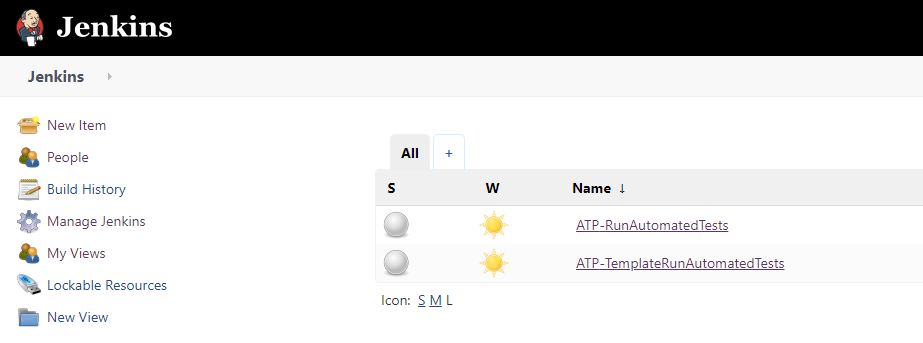 Jenkins
Jenkins
New Item
People
Build History
Manage Jenkins
My Views
Lockable Resources
New View
All +
S W Name ↓
ATP-RunAutomatedTests
ATP-TemplateRunAutomatedTests
Icon: S M L